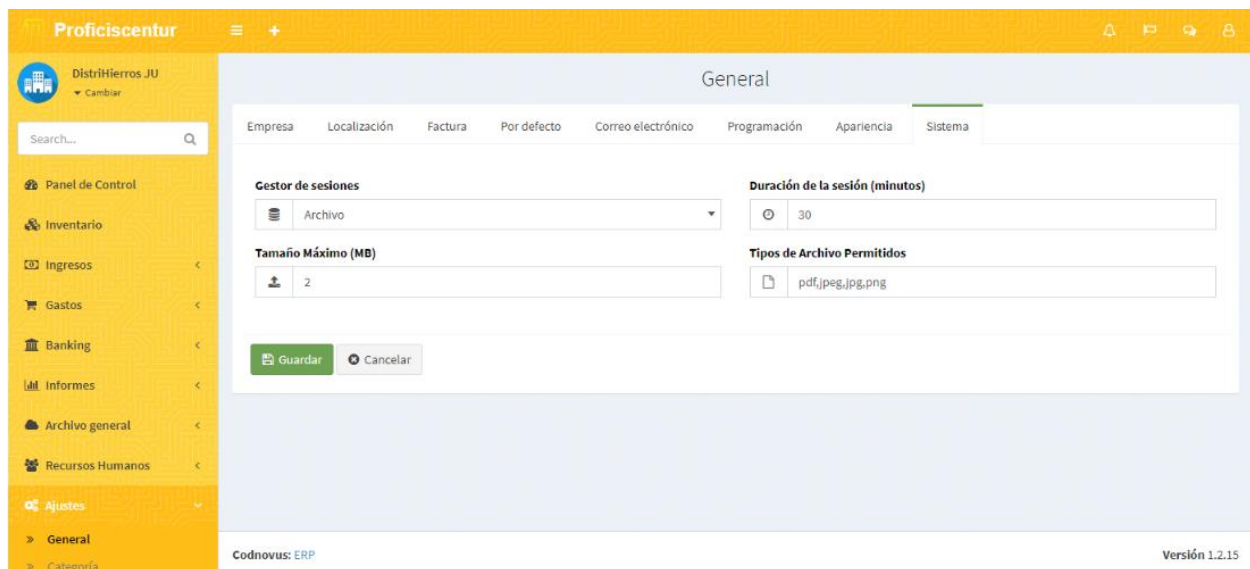 Proficiscentur
DistriHierros JU
Cambiar
Search...
Panel de Control
Inventario
Ingresos
Gastos
Banking
Informes
Archivo general
Recursos Humanos
Ajustes
General
Categoría
General
Empresa Localización Factura Por defecto Correo electrónico Programación Apariencia Sistema
Gestor de sesiones Duración de la sesión (minutos)
Archivo 30
Tamaño Máximo (MB) Tipos de Archivo Permitidos
2 pdf,jpeg,jpg,png
Guardar Cancelar
Codnovus: ERP Versión 1.2.15